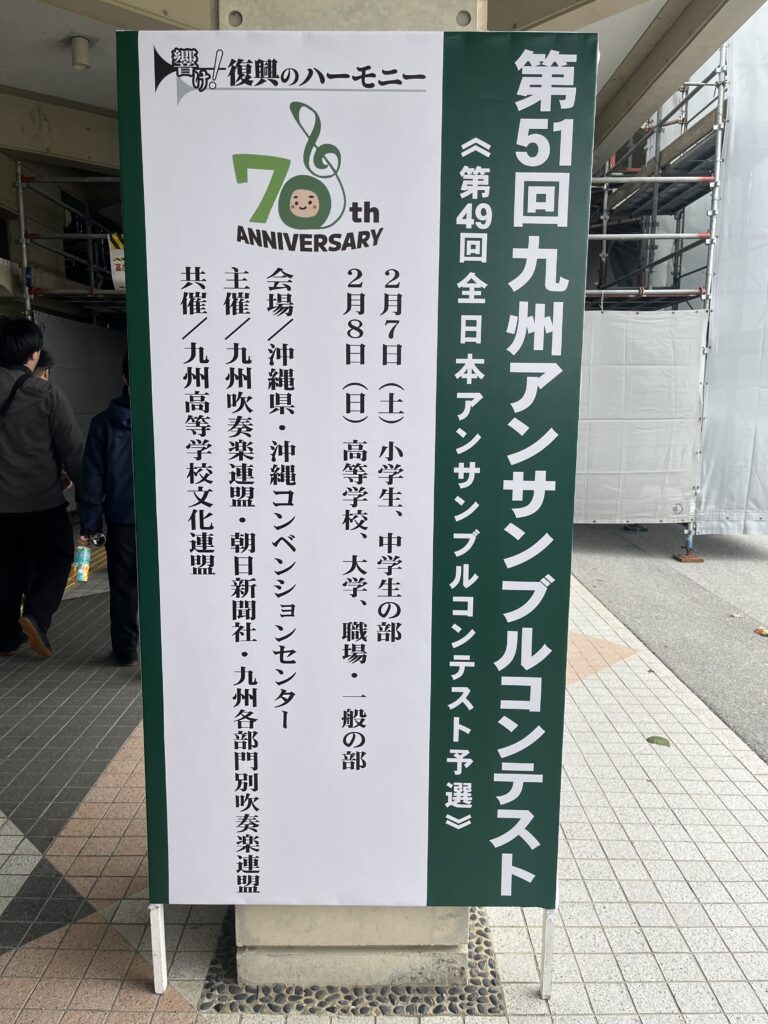 響け!復興のハーモニー
70th
ANNIVERSARY
第51回 九州アンサンブルコンテスト
《第49回 全日本アンサンブルコンテスト予選》
2月7日(土)小学生、中学生の部
2月8日(日)高等学校、大学、職場・一般の部
会場/沖縄県・沖縄コンベンションセンター
主催/九州吹奏楽連盟・朝日新聞社・九州各部門別吹奏楽連盟
共催/九州高等学校文化連盟